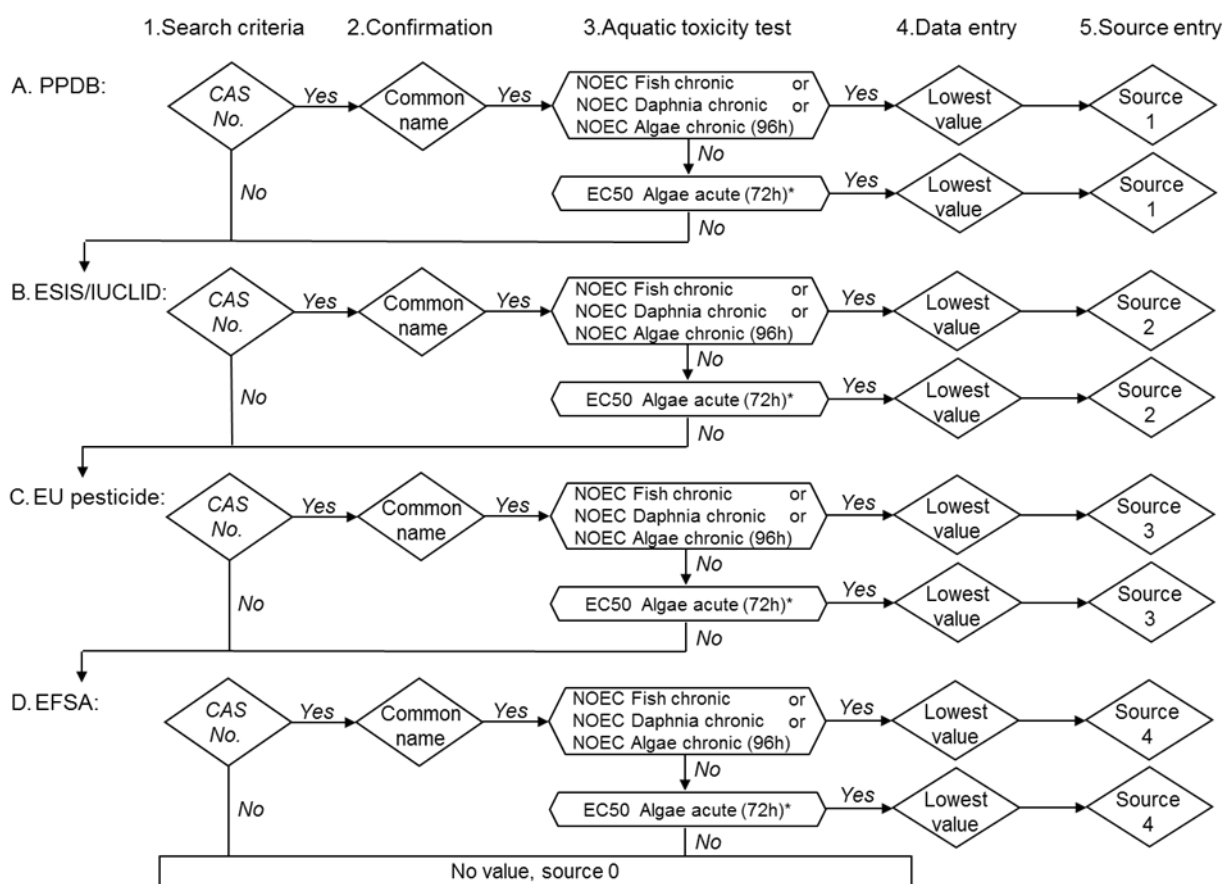 1.Search criteria 2.Confirmation 3.Aquatic toxicity test 4.Data entry 5.Source entry
A. PPDB:
CAS
No.
Yes
Common
name
Yes
NOEC Fish chronic or
NOEC Daphnia chronic or
NOEC Algae chronic (96h)
Yes
Lowest
value
Source
1
No
No
EC50 Algae acute (72h)*
Yes
Lowest
value
Source
1
No
B. ESIS/IUCLID:
CAS
No.
Yes
Common
name
Yes
NOEC Fish chronic or
NOEC Daphnia chronic or
NOEC Algae chronic (96h)
Yes
Lowest
value
Source
2
No
No
EC50 Algae acute (72h)*
Yes
Lowest
value
Source
2
No
C. EU pesticide:
CAS
No.
Yes
Common
name
Yes
NOEC Fish chronic or
NOEC Daphnia chronic or
NOEC Algae chronic (96h)
Yes
Lowest
value
Source
3
No
No
EC50 Algae acute (72h)*
Yes
Lowest
value
Source
3
No
D. EFSA:
CAS
No.
Yes
Common
name
Yes
NOEC Fish chronic or
NOEC Daphnia chronic or
NOEC Algae chronic (96h)
Yes
Lowest
value
Source
4
No
No
EC50 Algae acute (72h)*
Yes
Lowest
value
Source
4
No
No value, source 0